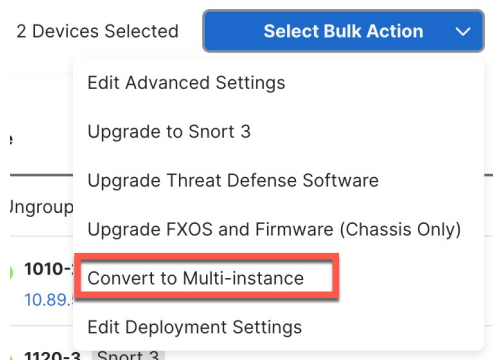 2 Devices Selected Select Bulk Action
Edit Advanced Settings
Upgrade to Snort 3
Upgrade Threat Defense Software
Upgrade FXOS and Firmware (Chassis Only)
Convert to Multi-instance
Edit Deployment Settings
1010-
10.89.
1120-3 Snort 3